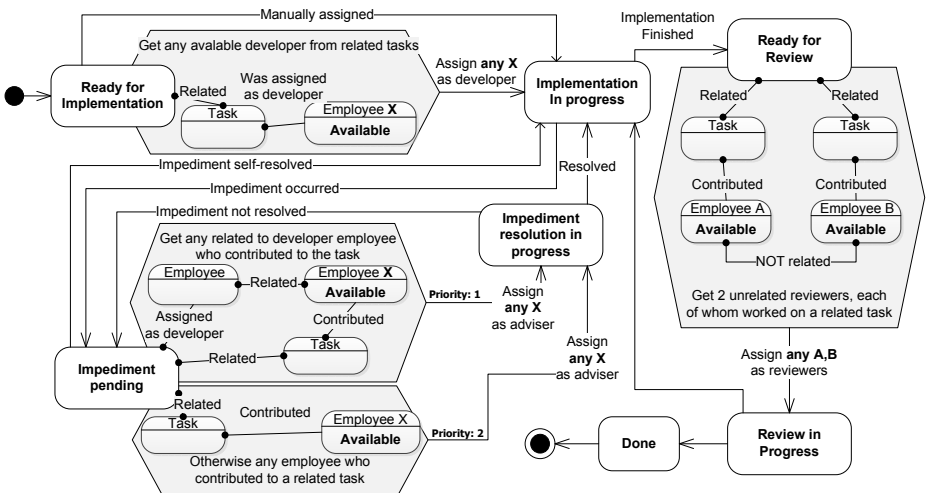 Manually assigned
Get any avalable developer from related tasks
Ready for
Implementation
Related
Was assigned
as developer
Task
Employee X
Available
Assign any X
as developer
Implementation
In progress
Implementation
Finished
Ready for
Review
Related
Related
Task
Task
Contributed
Contributed
Employee A
Available
Employee B
Available
NOT related
Get 2 unrelated reviewers, each
of whom worked on a related task
Impediment self-resolved
Resolved
Impediment occurred
Impediment not resolved
Impediment
resolution in
progress
Get any related to developer employee
who contributed to the task
Employee
Related
Employee X
Available
Priority: 1
Assign
any X
as adviser
Assigned
as developer
Contributed
Related
Task
Impediment
pending
Assign
any X
as adviser
Assign any A,B
as reviewers
Related
Task
Contributed
Employee X
Available
Priority: 2
Otherwise any employee who
contributed to a related task
Done
Review in
Progress